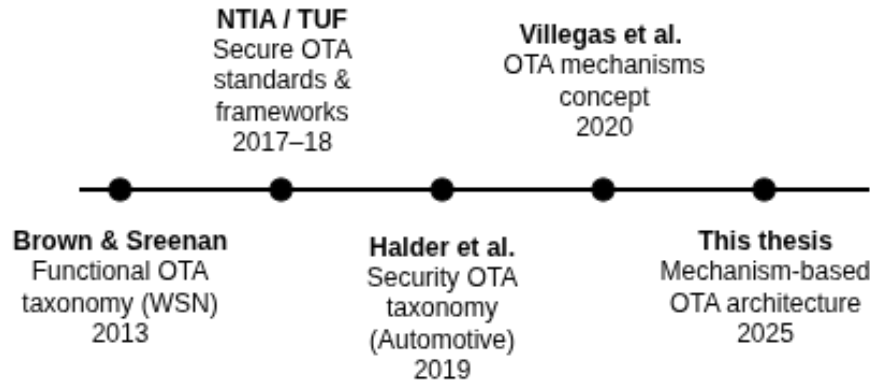 NTIA / TUF
Secure OTA
standards &
frameworks
2017–18
Villegas et al.
OTA mechanisms
concept
2020
Brown & Sreenan
Functional OTA
taxonomy (WSN)
2013
Halder et al.
Security OTA
taxonomy
(Automotive)
2019
This thesis
Mechanism-based
OTA architecture
2025